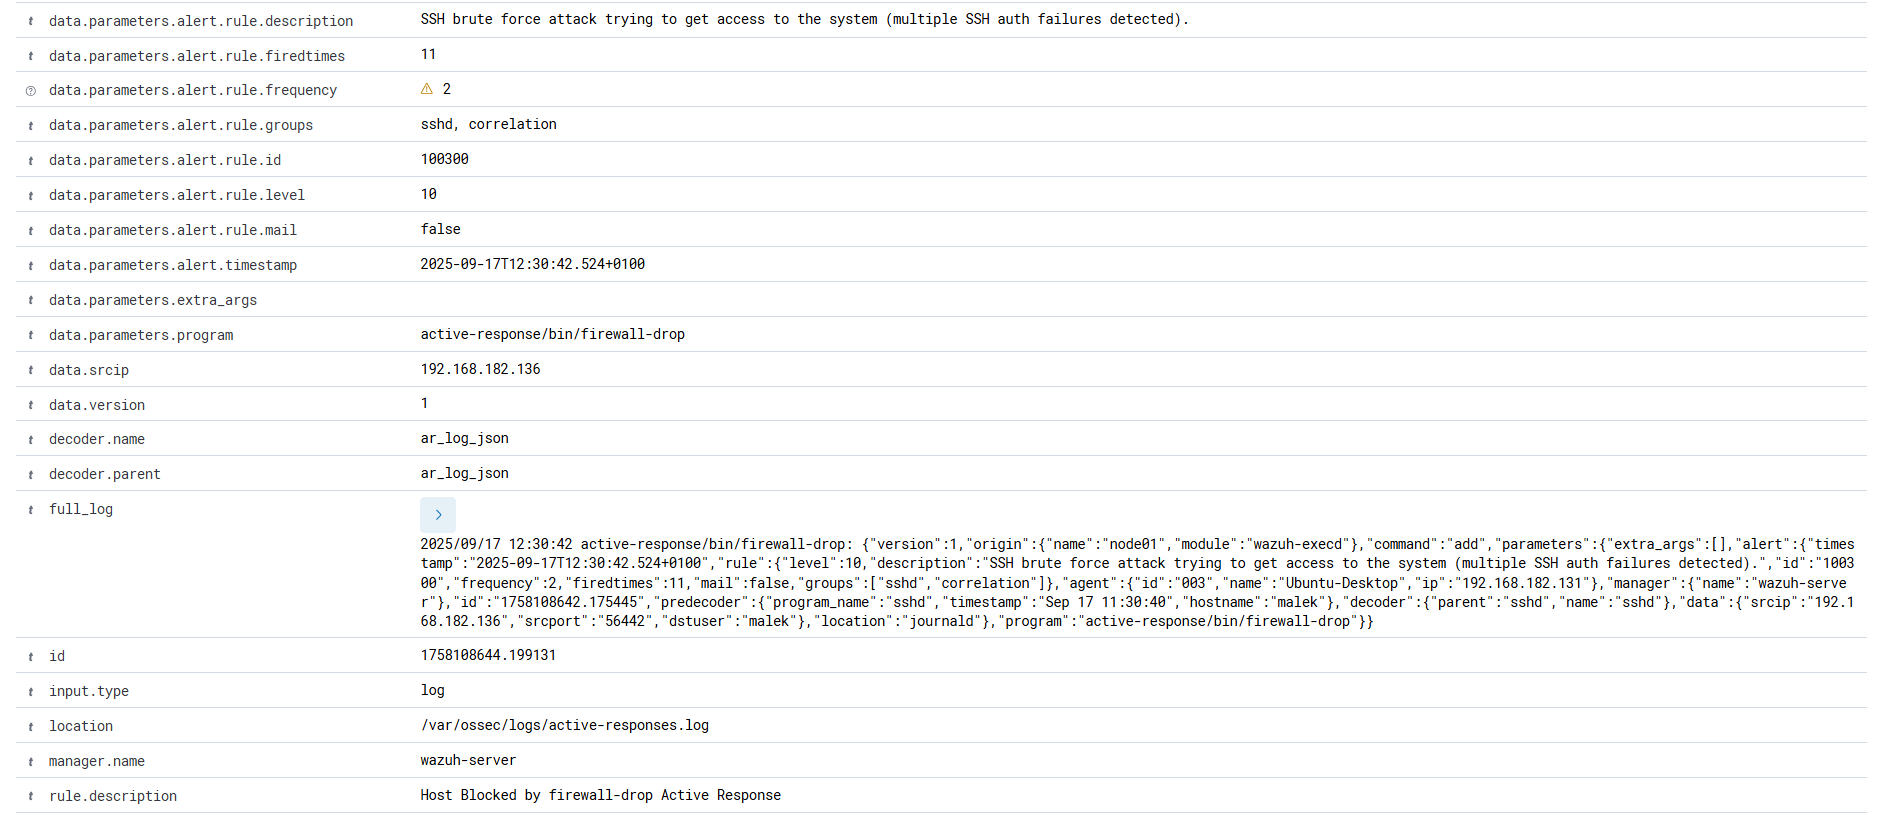 t data.parameters.alert.rule.description SSH brute force attack trying to get access to the system (multiple SSH auth failures detected).
t data.parameters.alert.rule.firedtimes 11
? data.parameters.alert.rule.frequency ⚠ 2
t data.parameters.alert.rule.groups sshd, correlation
t data.parameters.alert.rule.id 100300
t data.parameters.alert.rule.level 10
t data.parameters.alert.rule.mail false
t data.parameters.alert.timestamp 2025-09-17T12:30:42.524+0100
t data.parameters.extra_args
t data.parameters.program active-response/bin/firewall-drop
t data.srcip 192.168.182.136
t data.version 1
t decoder.name ar_log_json
t decoder.parent ar_log_json
t full_log >
2025/09/17 12:30:42 active-response/bin/firewall-drop: {"version":1,"origin":{"name":"node01","module":"wazuh-execd"},"command":"add","parameters":{"extra_args":[],"alert":{"times
tamp":"2025-09-17T12:30:42.524+0100","rule":{"level":10,"description":"SSH brute force attack trying to get access to the system (multiple SSH auth failures detected).","id":"1003
00","frequency":2,"firedtimes":11,"mail":false,"groups":["sshd","correlation"]},"agent":{"id":"003","name":"Ubuntu-Desktop","ip":"192.168.182.131"},"manager":{"name":"wazuh-serve
r"},"id":"1758108642.175445","predecoder":{"program_name":"sshd","timestamp":"Sep 17 11:30:40","hostname":"malek"},"decoder":{"parent":"sshd","name":"sshd"},"data":{"srcip":"192.1
68.182.136","srcport":"56442","dstuser":"malek"},"location":"journald"},"program":"active-response/bin/firewall-drop"}}
t id 1758108644.199131
t input.type log
t location /var/ossec/logs/active-responses.log
t manager.name wazuh-server
t rule.description Host Blocked by firewall-drop Active Response